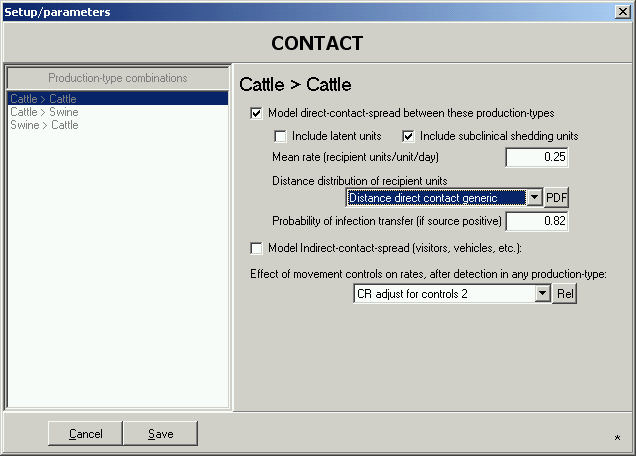 Setup/parameters
CONTACT
Production-type combinations
Cattle > Cattle
Cattle > Swine
Swine > Cattle
Cattle > Cattle
Model direct-contact-spread between these production-types
Include latent units Include subclinical shedding units
Mean rate (recipient units/unit/day) 0.25
Distance distribution of recipient units
Distance direct contact generic PDF
Probability of infection transfer (if source positive) 0.82
Model Indirect-contact-spread (visitors, vehicles, etc.):
Effect of movement controls on rates, after detection in any production-type:
CR adjust for controls 2 Rel
Cancel Save *